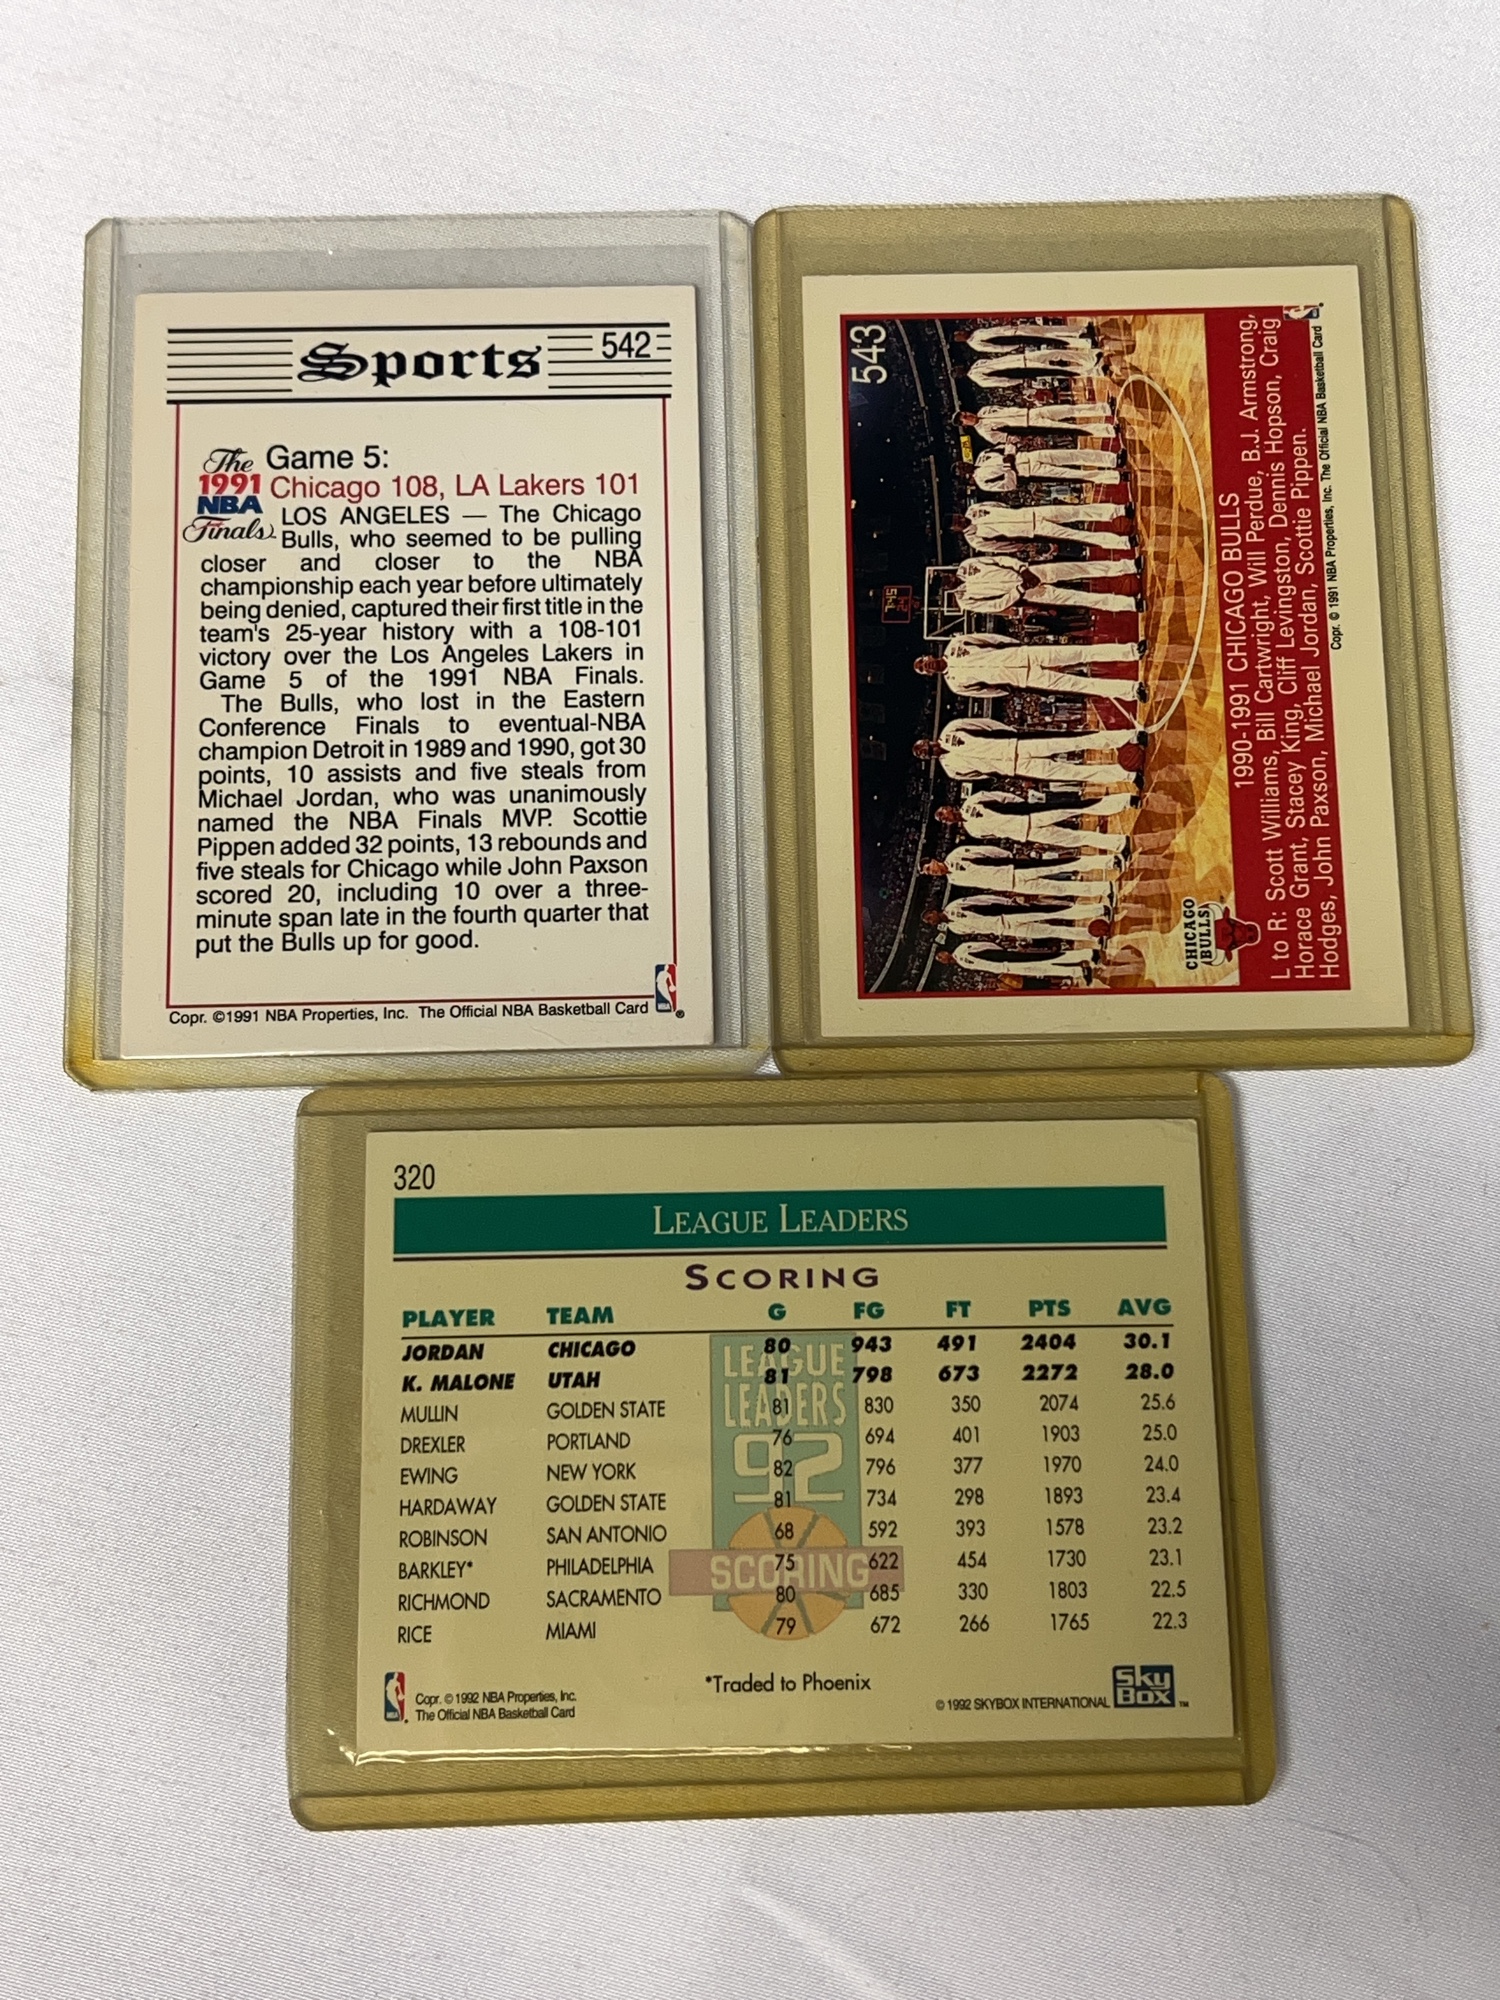 Sports
542
The
1991
NBA
Finals
Game 5:
Chicago 108, LA Lakers 101
LOS ANGELES — The Chicago
Bulls, who seemed to be pulling
closer and closer to the NBA
championship each year before ultimately
being denied, captured their first title in the
team's 25-year history with a 108-101
victory over the Los Angeles Lakers in
Game 5 of the 1991 NBA Finals.
The Bulls, who lost in the Eastern
Conference Finals to eventual-NBA
champion Detroit in 1989 and 1990, got 30
points, 10 assists and five steals from
Michael Jordan, who was unanimously
named the NBA Finals MVP. Scottie
Pippen added 32 points, 13 rebounds and
five steals for Chicago while John Paxson
scored 20, including 10 over a three-
minute span late in the fourth quarter that
put the Bulls up for good.
Copr. ©1991 NBA Properties, Inc. The Official NBA Basketball Card
543
CHICAGO
BULLS
1990-1991 CHICAGO BULLS
L to R: Scott Williams, Bill Cartwright, Will Perdue, B.J. Armstrong,
Horace Grant, Stacey King, Cliff Levingston, Dennis Hopson, Craig
Hodges, John Paxson, Michael Jordan, Scottie Pippen.
Copr. © 1991 NBA Properties, Inc. The Official NBA Basketball Card
320
LEAGUE LEADERS
SCORING
PLAYER TEAM G FG FT PTS AVG
JORDAN CHICAGO 80 943 491 2404 30.1
K. MALONE UTAH 81 798 673 2272 28.0
MULLIN GOLDEN STATE 81 830 350 2074 25.6
DREXLER PORTLAND 76 694 401 1903 25.0
EWING NEW YORK 82 796 377 1970 24.0
HARDAWAY GOLDEN STATE 81 734 298 1893 23.4
ROBINSON SAN ANTONIO 68 592 393 1578 23.2
BARKLEY* PHILADELPHIA 75 622 454 1730 23.1
RICHMOND SACRAMENTO 80 685 330 1803 22.5
RICE MIAMI 79 672 266 1765 22.3
LEAGUE
LEADERS
92
SCORING
*Traded to Phoenix
Copr. © 1992 NBA Properties, Inc.
The Official NBA Basketball Card
© 1992 SKYBOX INTERNATIONAL
Sky
Box
TM